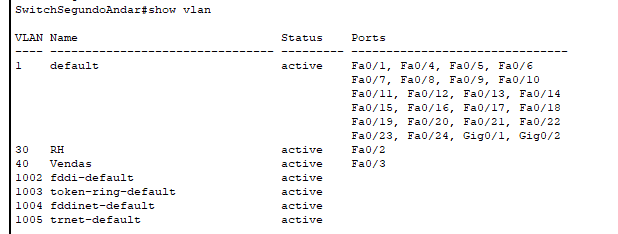 SwitchSegundoAndar#show vlan
VLAN Name                             Status    Ports
---- -------------------------------- --------- -------------------------------
1    default                          active    Fa0/1, Fa0/4, Fa0/5, Fa0/6
                                                Fa0/7, Fa0/8, Fa0/9, Fa0/10
                                                Fa0/11, Fa0/12, Fa0/13, Fa0/14
                                                Fa0/15, Fa0/16, Fa0/17, Fa0/18
                                                Fa0/19, Fa0/20, Fa0/21, Fa0/22
                                                Fa0/23, Fa0/24, Gig0/1, Gig0/2
30   RH                               active    Fa0/2
40   Vendas                           active    Fa0/3
1002 fddi-default                     active
1003 token-ring-default               active
1004 fddinet-default                  active
1005 trnet-default                    active